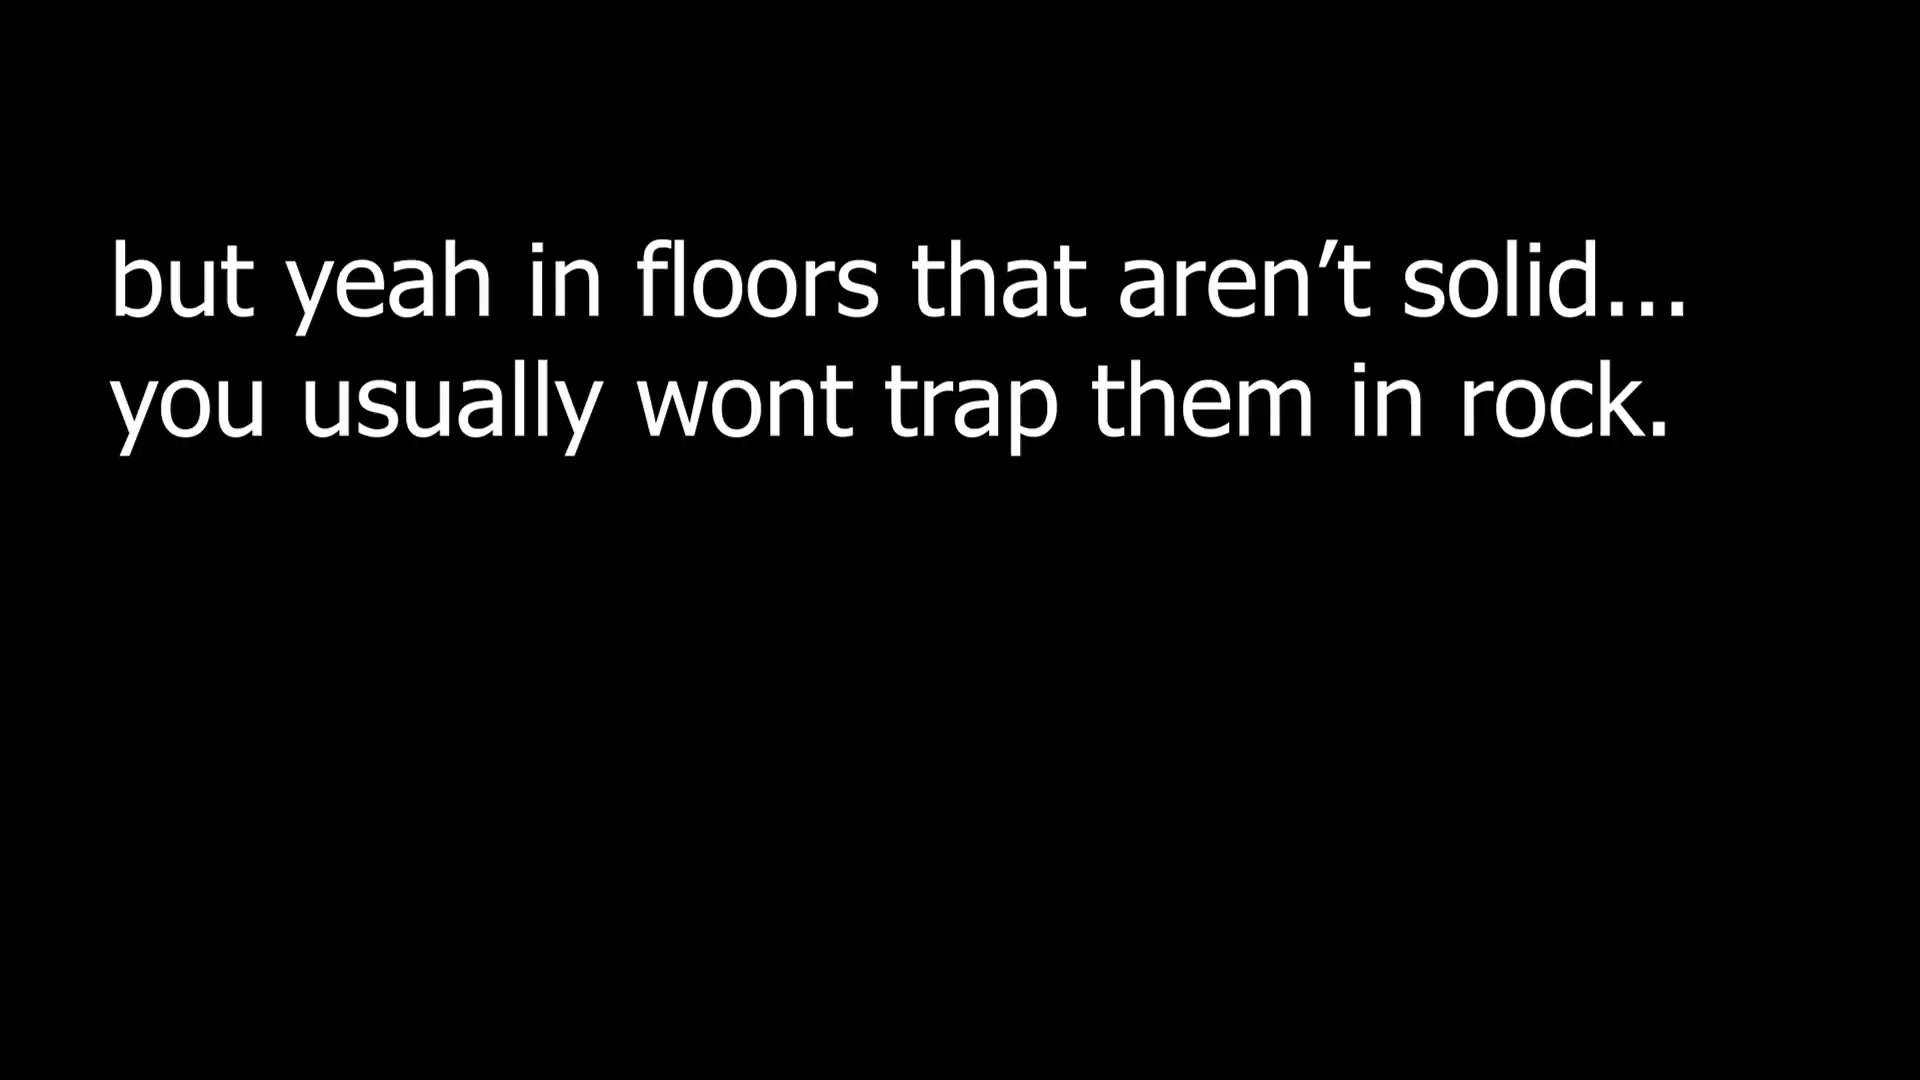 but yeah in floors that aren’t solid...
you usually wont trap them in rock.